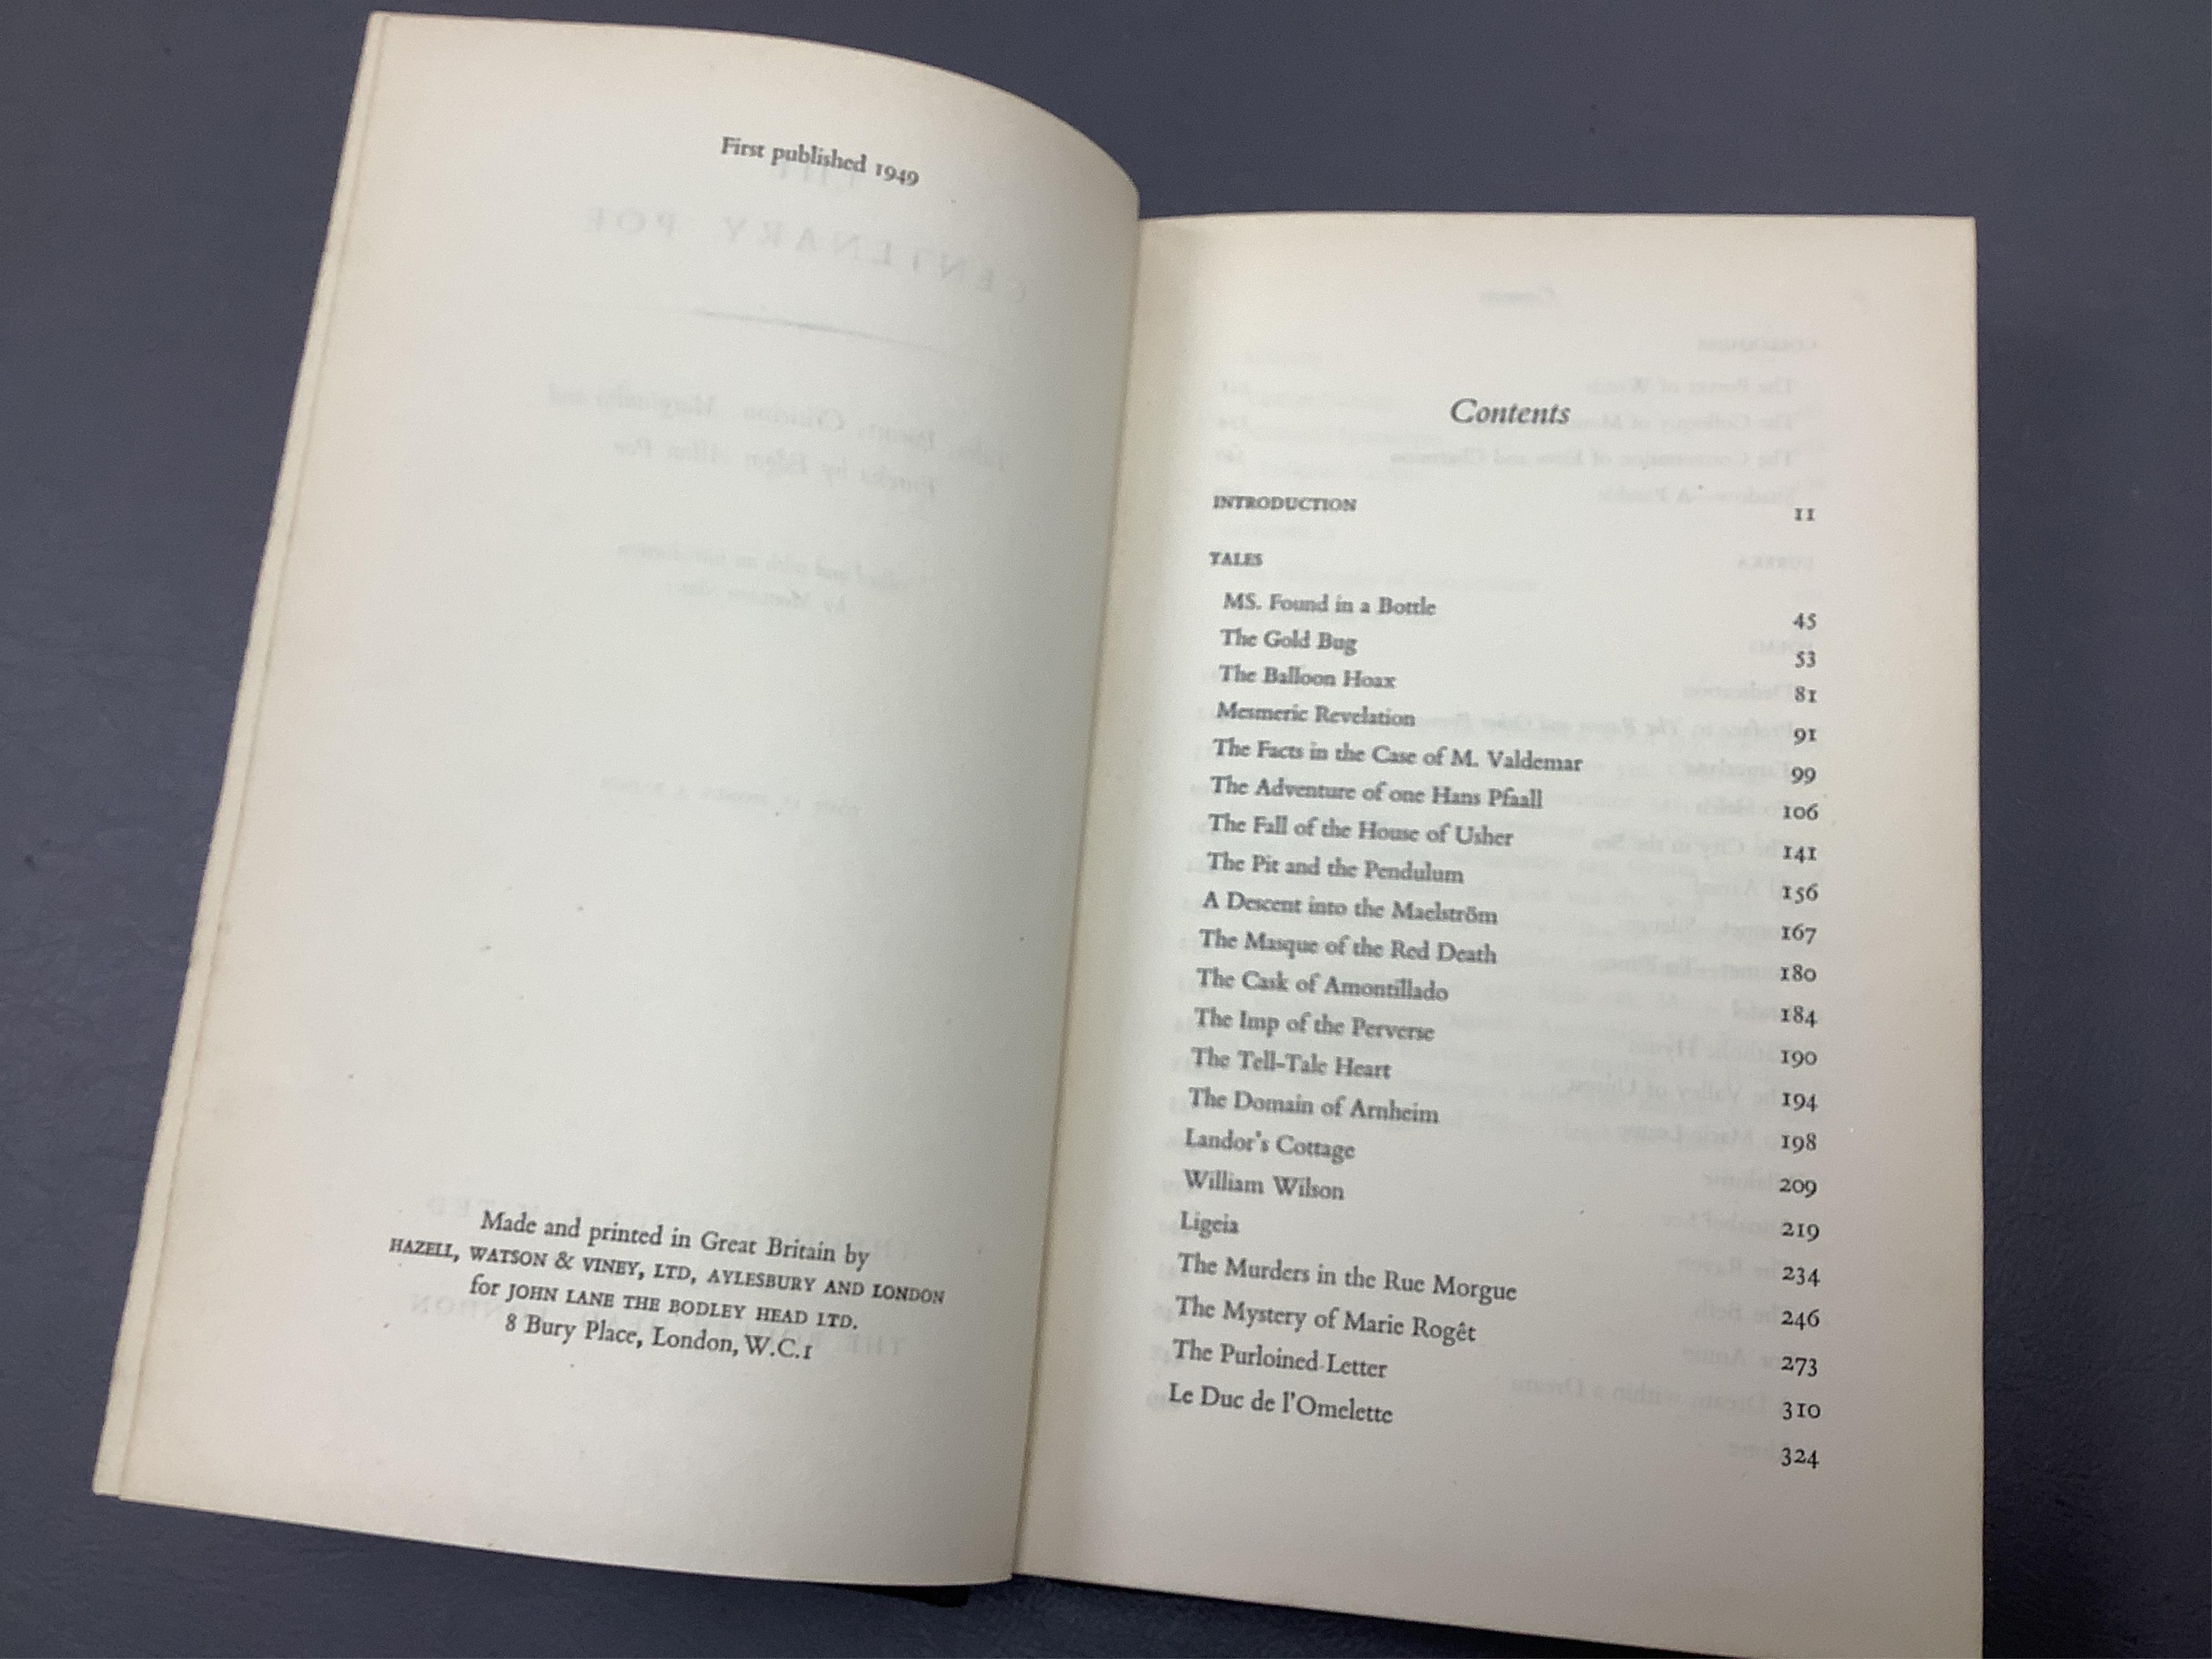 First published 1949
Made and printed in Great Britain by
HAZELL, WATSON & VINEY, LTD, AYLESBURY AND LONDON
for JOHN LANE THE BODLEY HEAD LTD.
8 Bury Place, London, W.C.1
Contents
INTRODUCTION 11
TALES
MS. Found in a Bottle 45
The Gold Bug 53
The Balloon Hoax 81
Mesmeric Revelation 91
The Facts in the Case of M. Valdemar 99
The Adventure of one Hans Pfaall 106
The Fall of the House of Usher 141
The Pit and the Pendulum 156
A Descent into the Maelström 167
The Masque of the Red Death 180
The Cask of Amontillado 184
The Imp of the Perverse 190
The Tell-Tale Heart 194
The Domain of Arnheim 198
Landor's Cottage 209
William Wilson 219
Ligeia 234
The Murders in the Rue Morgue 246
The Mystery of Marie Rogêt 273
The Purloined Letter 310
Le Duc de l'Omelette 324